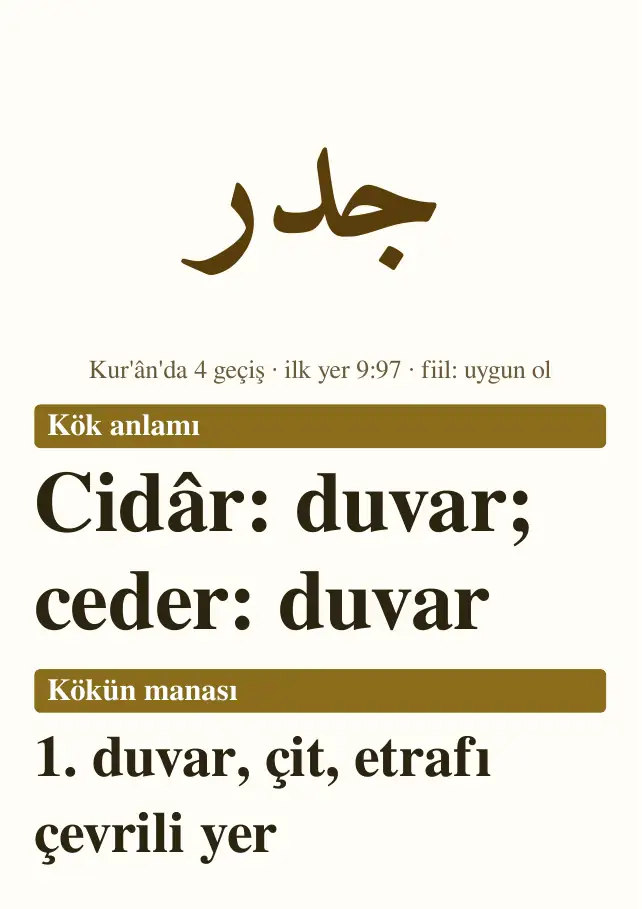 جدر
Kur'ân'da 4 geçiş · ilk yer 9:97 · fiil: uygun ol
Kök anlamı
Cidâr: duvar;
ceder: duvar
Kökün manası
1. duvar, çit, etrafı
çevrili yer